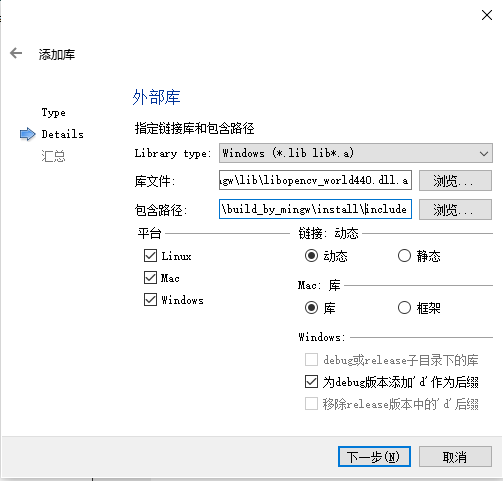 添加库
Type
Details
汇总
外部库
指定链接库和包含路径
Library type: Windows (*.lib lib*.a)
库文件: gw\lib\libopencv_world440.dll.a 浏览...
包含路径: \build_by_mingw\install\include 浏览...
平台
Linux
Mac
Windows
链接: 动态
动态 静态
Mac: 库
库 框架
Windows:
debug或release子目录下的库
为debug版本添加'd'作为后缀
移除release版本中的'd'后缀
下一步(N) 取消